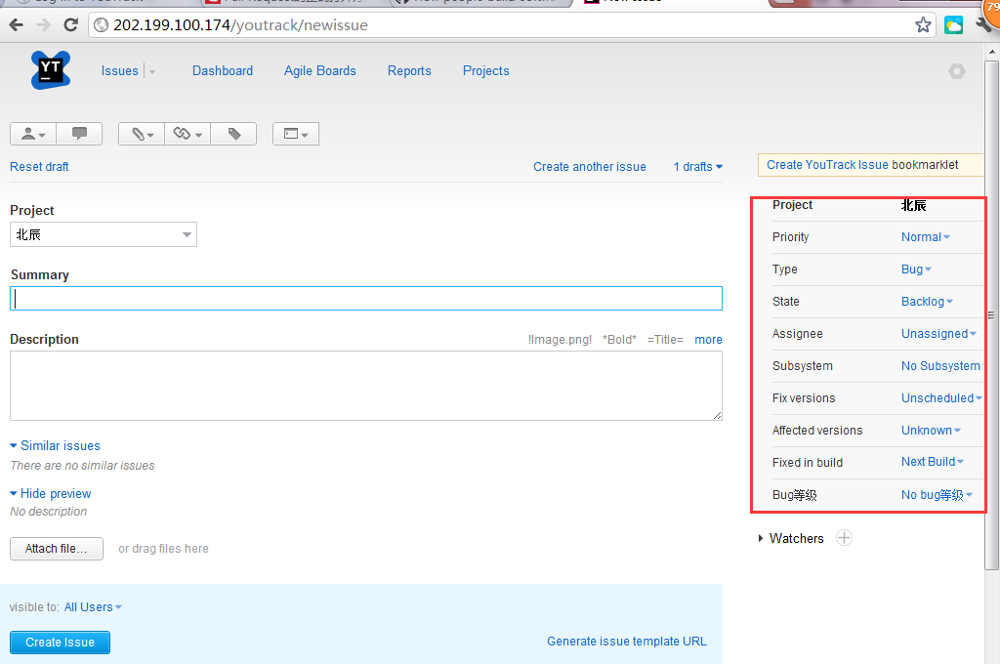 202.199.100.174/youtrack/newissue
79
YT
Issues Dashboard Agile Boards Reports Projects
Reset draft Create another issue 1 drafts
Create YouTrack Issue bookmarklet
Project
北辰
Summary
Description !Image.png! *Bold* =Title= more
Similar issues
There are no similar issues
Hide preview
No description
Attach file... or drag files here
visible to: All Users
Create Issue Generate issue template URL
Project 北辰
Priority Normal
Type Bug
State Backlog
Assignee Unassigned
Subsystem No Subsystem
Fix versions Unscheduled
Affected versions Unknown
Fixed in build Next Build
Bug等级 No bug等级
Watchers